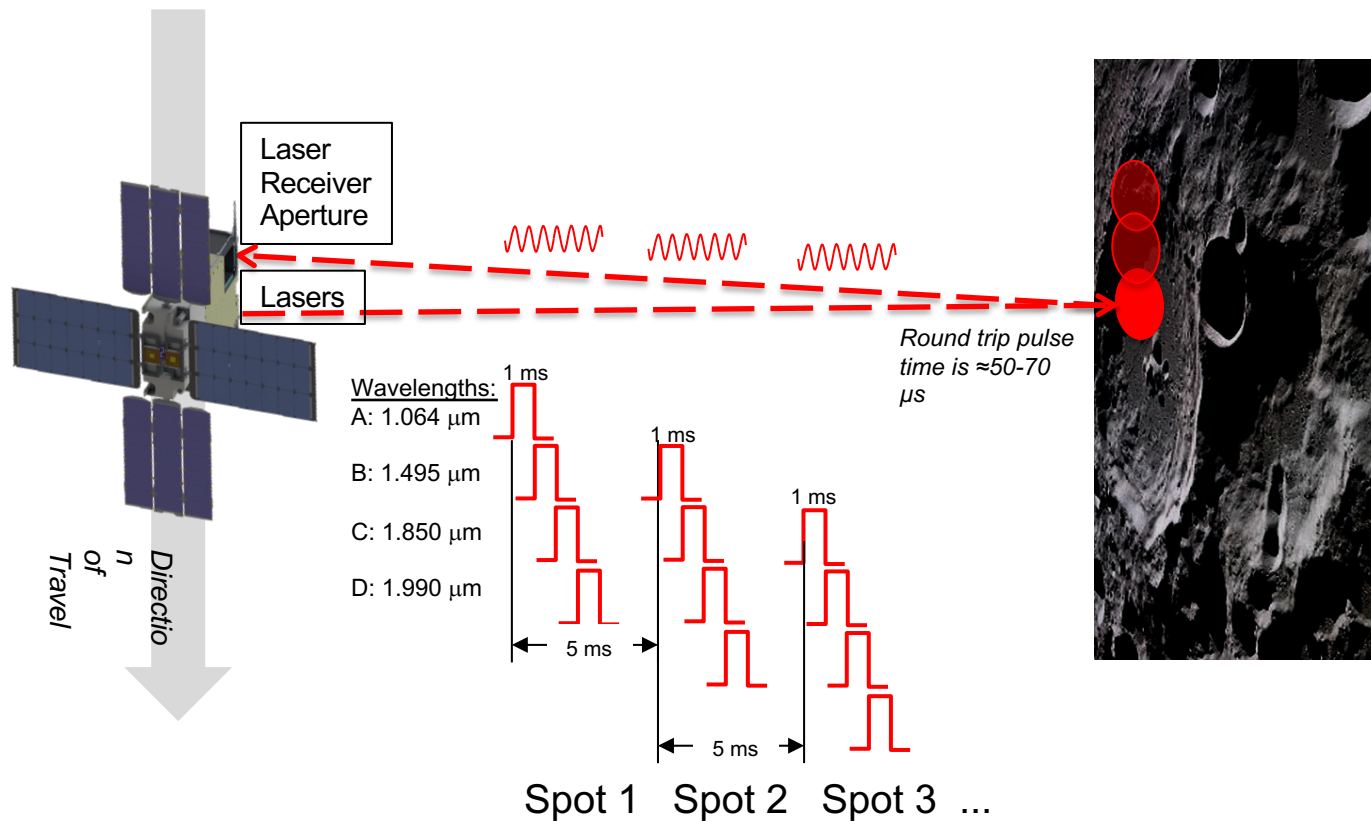 Laser
Receiver
Aperture
Lasers
Round trip pulse
time is ≈50-70
μs
Wavelengths:
A: 1.064 μm
B: 1.495 μm
C: 1.850 μm
D: 1.990 μm
1 ms
1 ms
1 ms
5 ms
5 ms
Directio
n
of
Travel
Spot 1 Spot 2 Spot 3 ...